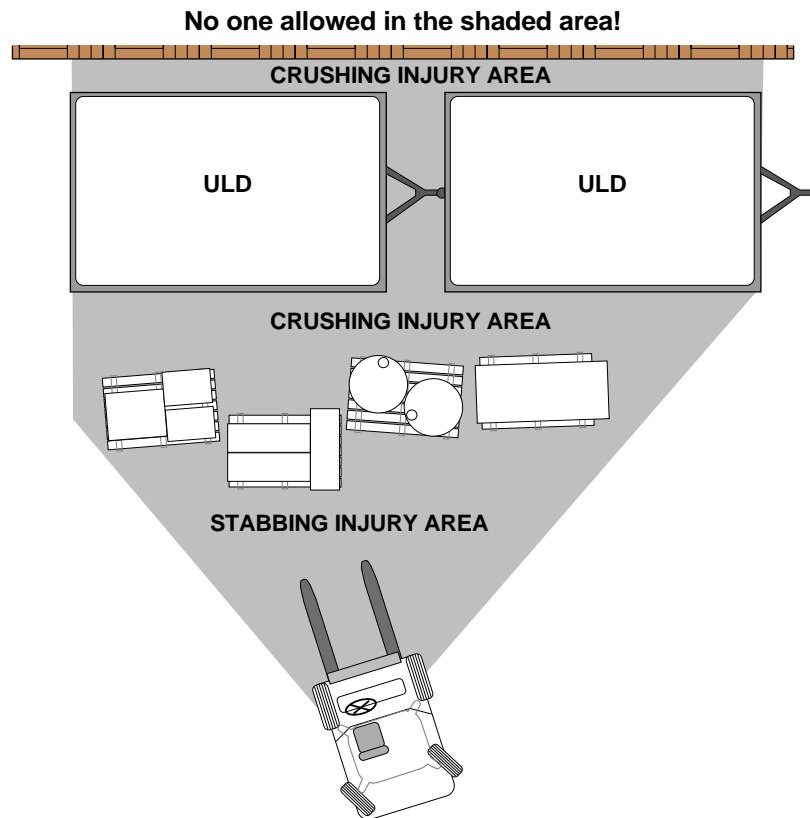 No one allowed in the shaded area!
CRUSHING INJURY AREA
ULD
ULD
CRUSHING INJURY AREA
STABBING INJURY AREA